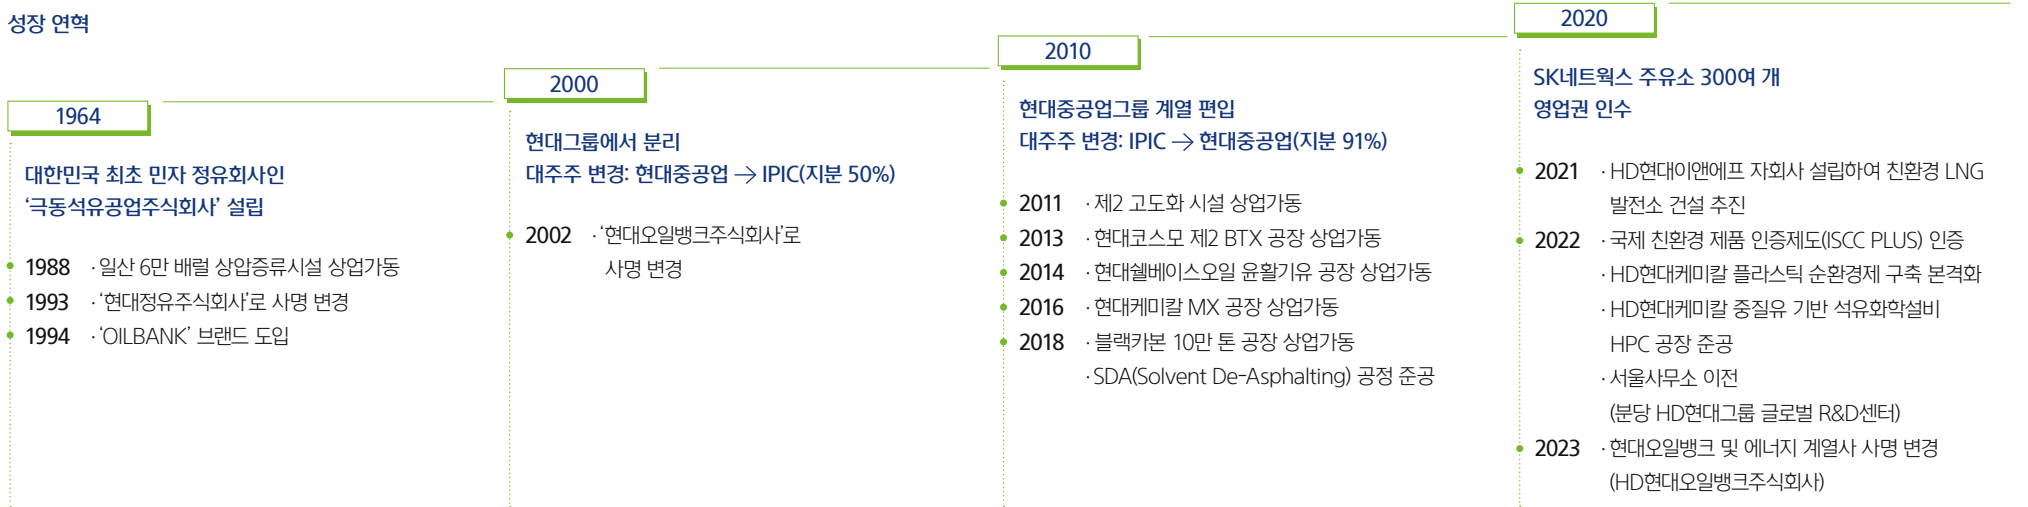 성장 연혁
1964
대한민국 최초 민자 정유회사인
‘극동석유공업주식회사’ 설립
1988 · 일산 6만 배럴 상압증류시설 상업가동
1993 · ‘현대정유주식회사’로 사명 변경
1994 · ‘OILBANK’ 브랜드 도입
2000
현대그룹에서 분리
대주주 변경: 현대중공업 → IPIC(지분 50%)
2002 · ‘현대오일뱅크주식회사’로
사명 변경
2010
현대중공업그룹 계열 편입
대주주 변경: IPIC → 현대중공업(지분 91%)
2011 · 제2 고도화 시설 상업가동
2013 · 현대코스모 제2 BTX 공장 상업가동
2014 · 현대쉘베이스오일 윤활기유 공장 상업가동
2016 · 현대케미칼 MX 공장 상업가동
2018 · 블랙카본 10만 톤 공장 상업가동
· SDA(Solvent De-Asphalting) 공정 준공
2020
SK네트웍스 주유소 300여 개
영업권 인수
2021 · HD현대이앤에프 자회사 설립하여 친환경 LNG
발전소 건설 추진
2022 · 국제 친환경 제품 인증제도(ISCC PLUS) 인증
· HD현대케미칼 플라스틱 순환경제 구축 본격화
· HD현대케미칼 중질유 기반 석유화학설비
HPC 공장 준공
· 서울사무소 이전
(분당 HD현대그룹 글로벌 R&D센터)
2023 · 현대오일뱅크 및 에너지 계열사 사명 변경
(HD현대오일뱅크주식회사)